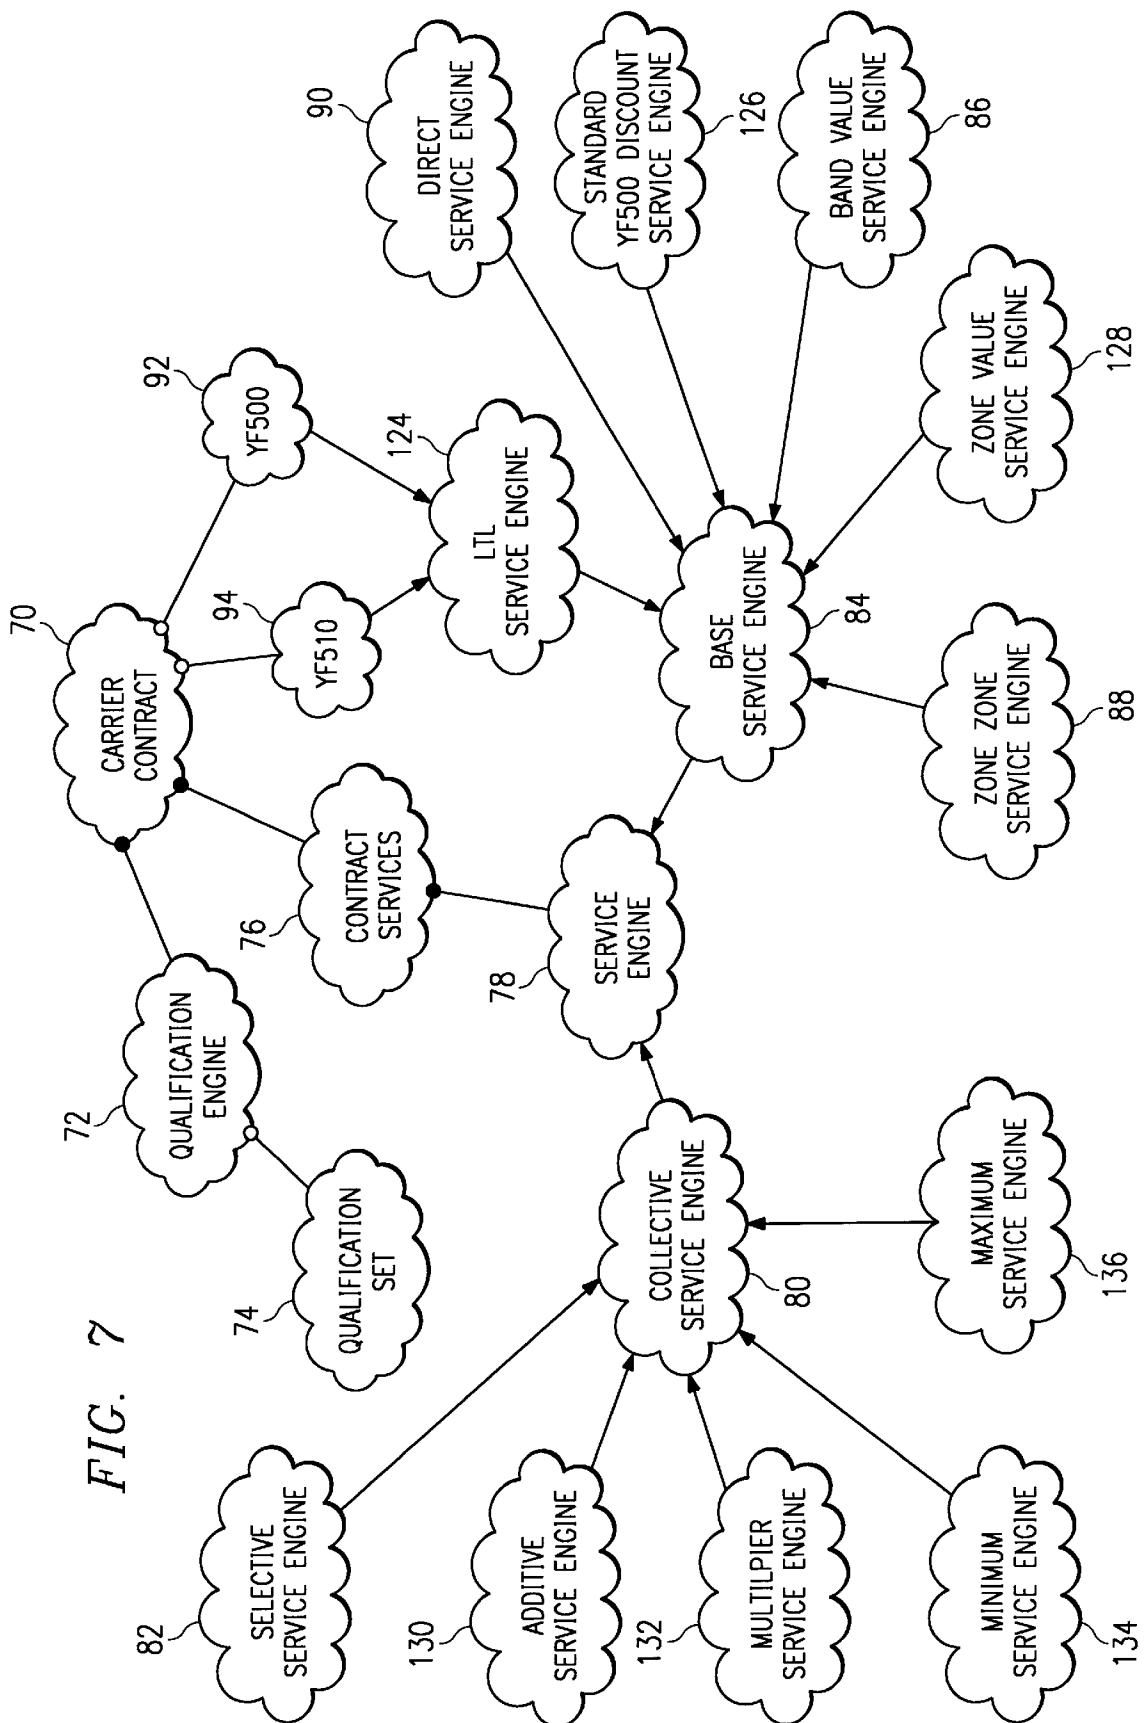 FIG. 7
70
CARRIER
CONTRACT
72
QUALIFICATION
ENGINE
74
QUALIFICATION
SET
76
CONTRACT
SERVICES
94
YF510
92
YF500
124
LTL
SERVICE ENGINE
90
DIRECT
SERVICE ENGINE
STANDARD
YF500 DISCOUNT
SERVICE ENGINE
126
BAND VALUE
SERVICE ENGINE
86
ZONE VALUE
SERVICE ENGINE
128
ZONE ZONE
SERVICE ENGINE
88
BASE
SERVICE ENGINE
84
78
SERVICE
ENGINE
COLLECTIVE
SERVICE ENGINE
80
82
SELECTIVE
SERVICE ENGINE
130
ADDITIVE
SERVICE ENGINE
132
MULTILPIER
SERVICE ENGINE
MINIMUM
SERVICE ENGINE
134
MAXIMUM
SERVICE ENGINE
136